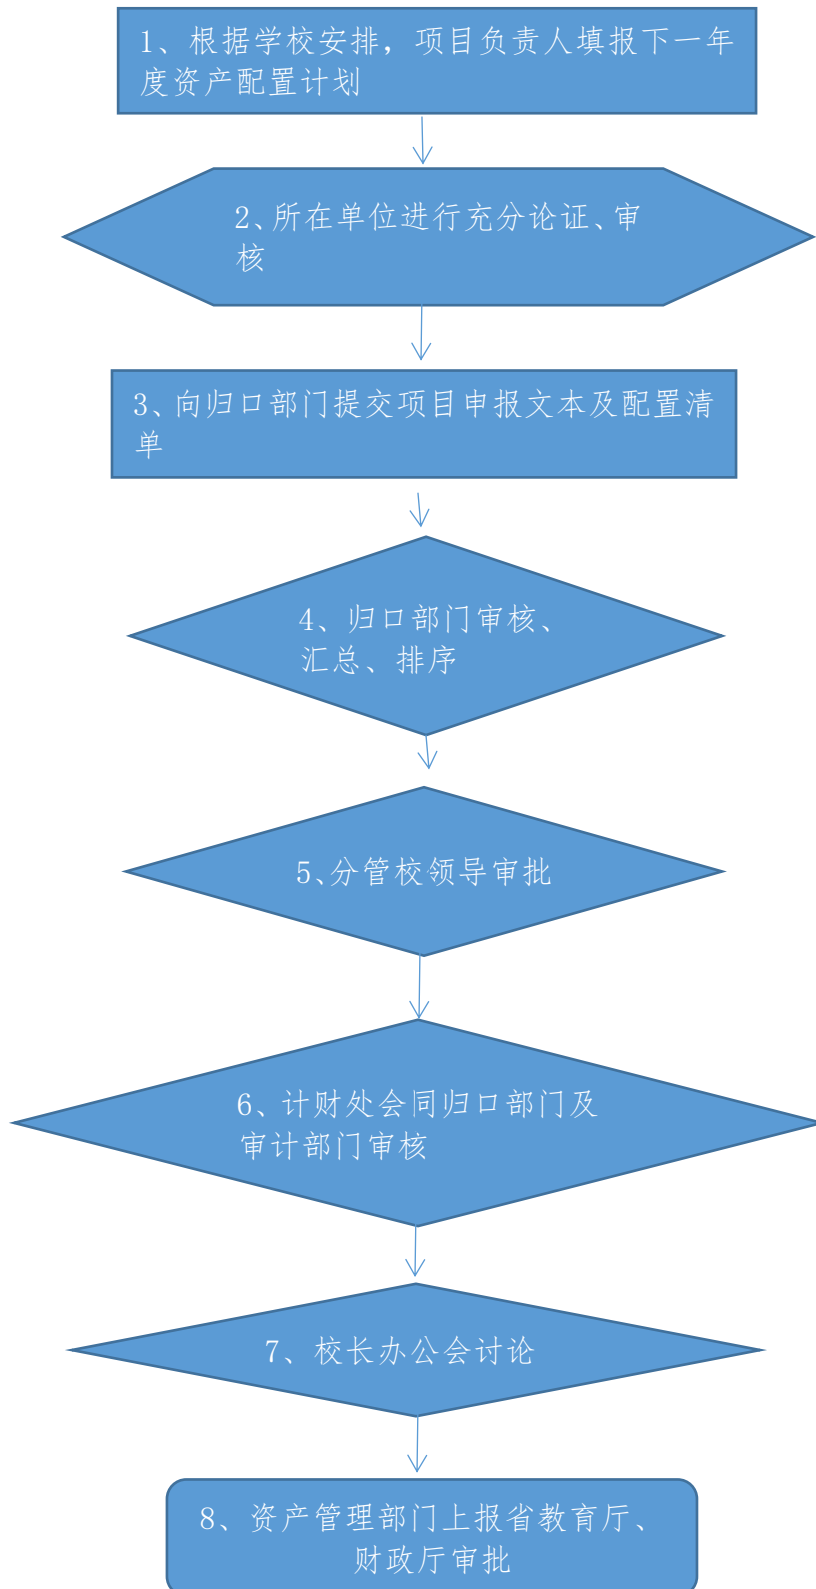 1、根据学校安排，项目负责人填报下一年
度资产配置计划
2、所在单位进行充分论证、审
核
3、向归口部门提交项目申报文本及配置清
单
4、归口部门审核、
汇总、排序
5、分管校领导审批
6、计财处会同归口部门及
审计部门审核
7、校长办公会讨论
8、资产管理部门上报省教育厅、
财政厅审批